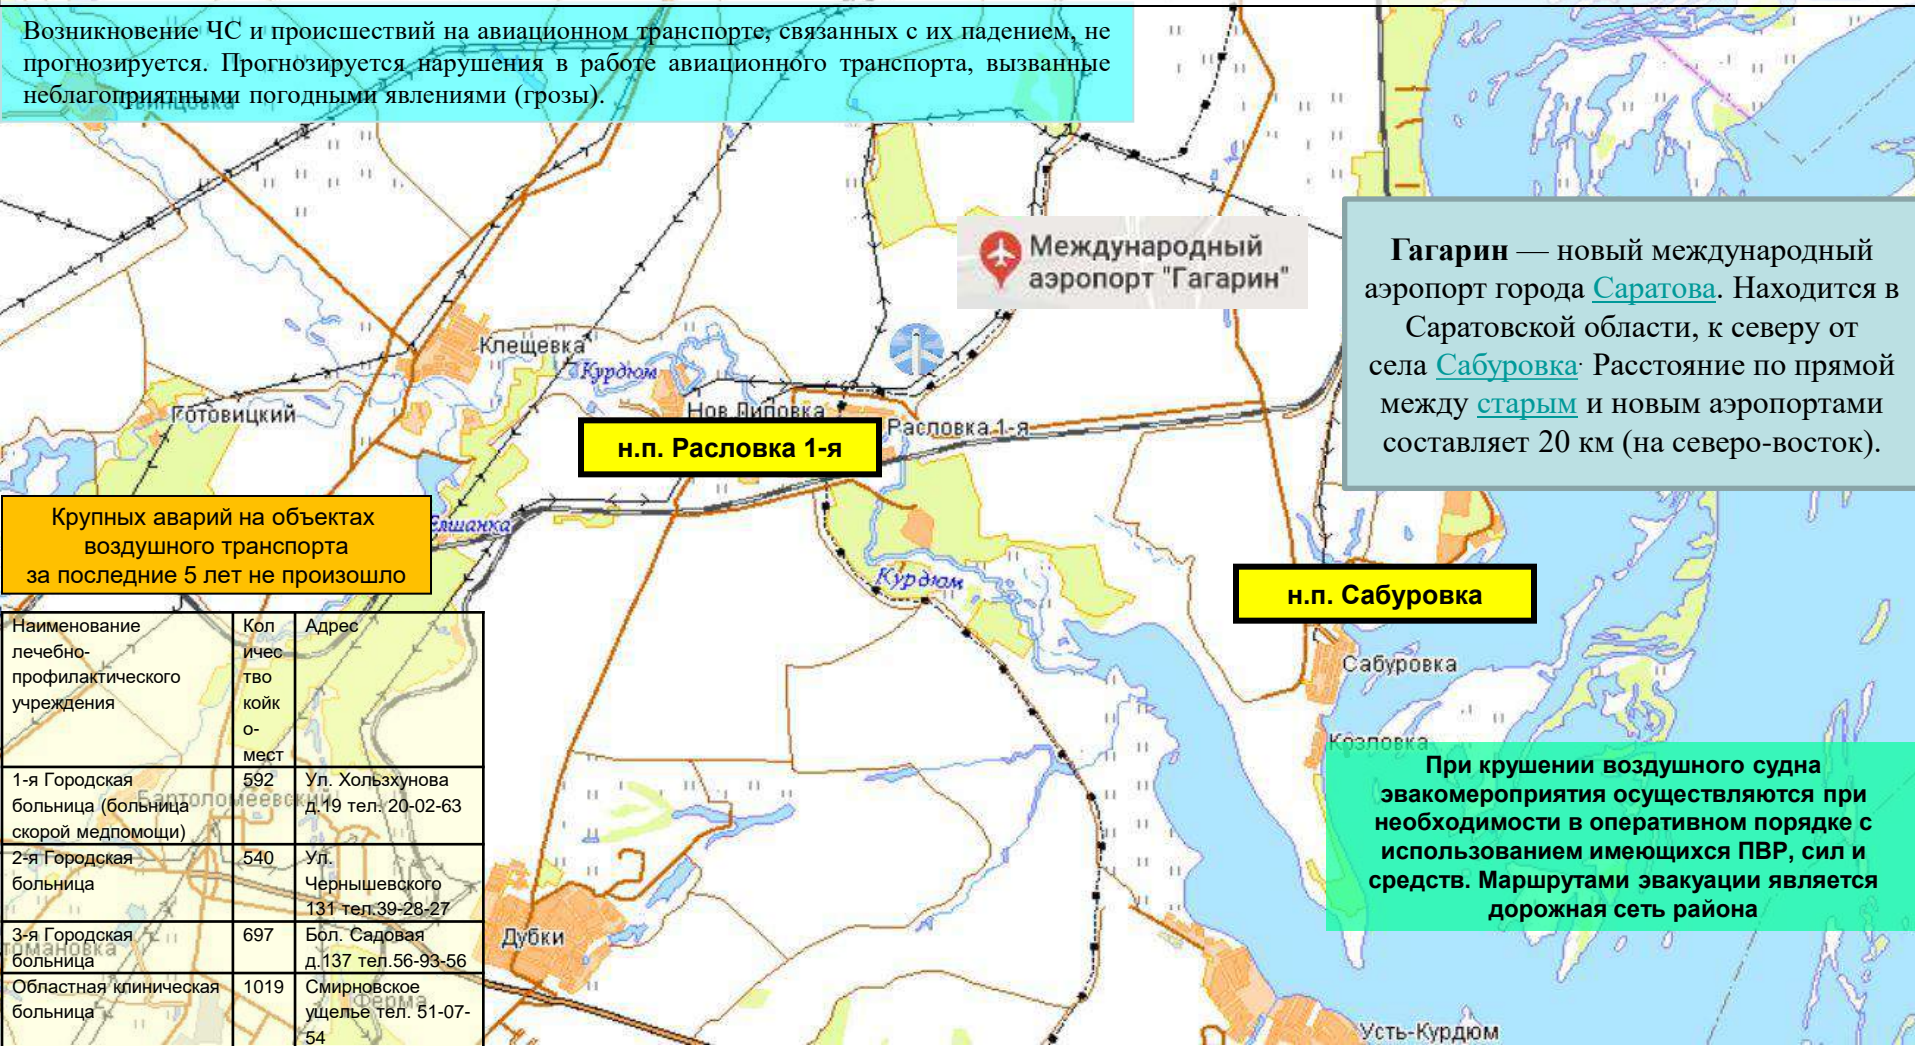 Возникновение ЧС и происшествий на авиационном транспорте, связанных с их падением, не
прогнозируется. Прогнозируется нарушения в работе авиационного транспорта, вызванные
неблагоприятными погодными явлениями (грозы).
Международный
аэропорт "Гагарин"
Гагарин — новый международный
аэропорт города Саратова. Находится в
Саратовской области, к северу от
села Сабуровка. Расстояние по прямой
между старым и новым аэропортами
составляет 20 км (на северо-восток).
Клещевка
Курдюм
Готовицкий
Нов Липовка
Расловка 1-я
н.п. Расловка 1-я
Елшанка
Крупных аварий на объектах
воздушного транспорта
за последние 5 лет не произошло
Курдюм
н.п. Сабуровка
Сабуровка
Козловка
При крушении воздушного судна
эвакомероприятия осуществляются при
необходимости в оперативном порядке с
использованием имеющихся ПВР, сил и
средств. Маршрутами эвакуации является
дорожная сеть района
Наименование
лечебно-
профилактического
учреждения
Кол
ичес
тво
койк
о-
мест
Адрес
1-я Городская
больница (больница
скорой медпомощи)
592
Ул. Хользхунова
д.19 тел. 20-02-63
2-я Городская
больница
540
Ул.
Чернышевского
131 тел.39-28-27
3-я Городская
больница
697
Бол. Садовая
д.137 тел.56-93-56
Областная клиническая
больница
1019
Смирновское
ущелье тел. 51-07-
54
Дубки
Ферма
Усть-Курдюм